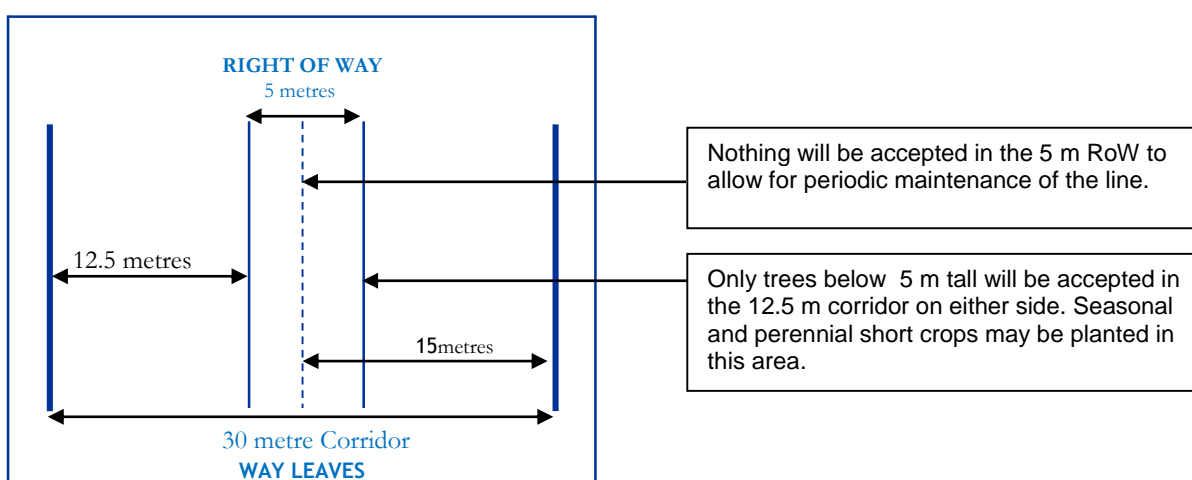 RIGHT OF WAY
5 metres
Nothing will be accepted in the 5 m RoW to
allow for periodic maintenance of the line.
12.5 metres
Only trees below 5 m tall will be accepted in
the 12.5 m corridor on either side. Seasonal
and perennial short crops may be planted in
this area.
15metres
30 metre Corridor
WAY LEAVES